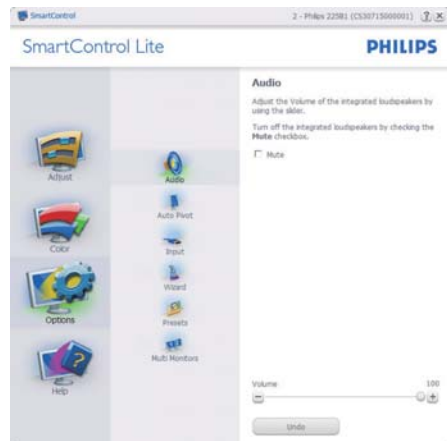 SmartControl
2 - Philips 225B1 (CS30715000001)
SmartControl Lite
PHILIPS
Adjust
Color
Options
Help
Audio
Auto Pivot
Input
Wizard
Presets
Multi Monitors
Audio
Adjust the Volume of the integrated loudspeakers by
using the slider.
Turn off the integrated loudspeakers by checking the
Mute checkbox.
Mute
Volume 100
Undo